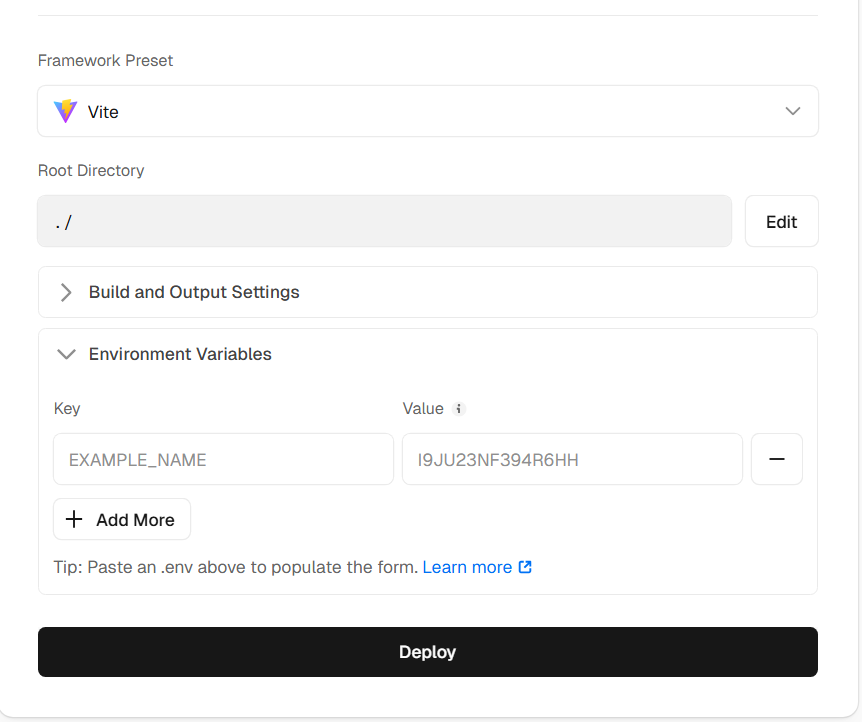 Framework Preset
Vite
Root Directory
./
Edit
Build and Output Settings
Environment Variables
Key
Value i
EXAMPLE_NAME
I9JU23NF394R6HH
Add More
Tip: Paste an .env above to populate the form. Learn more
Deploy